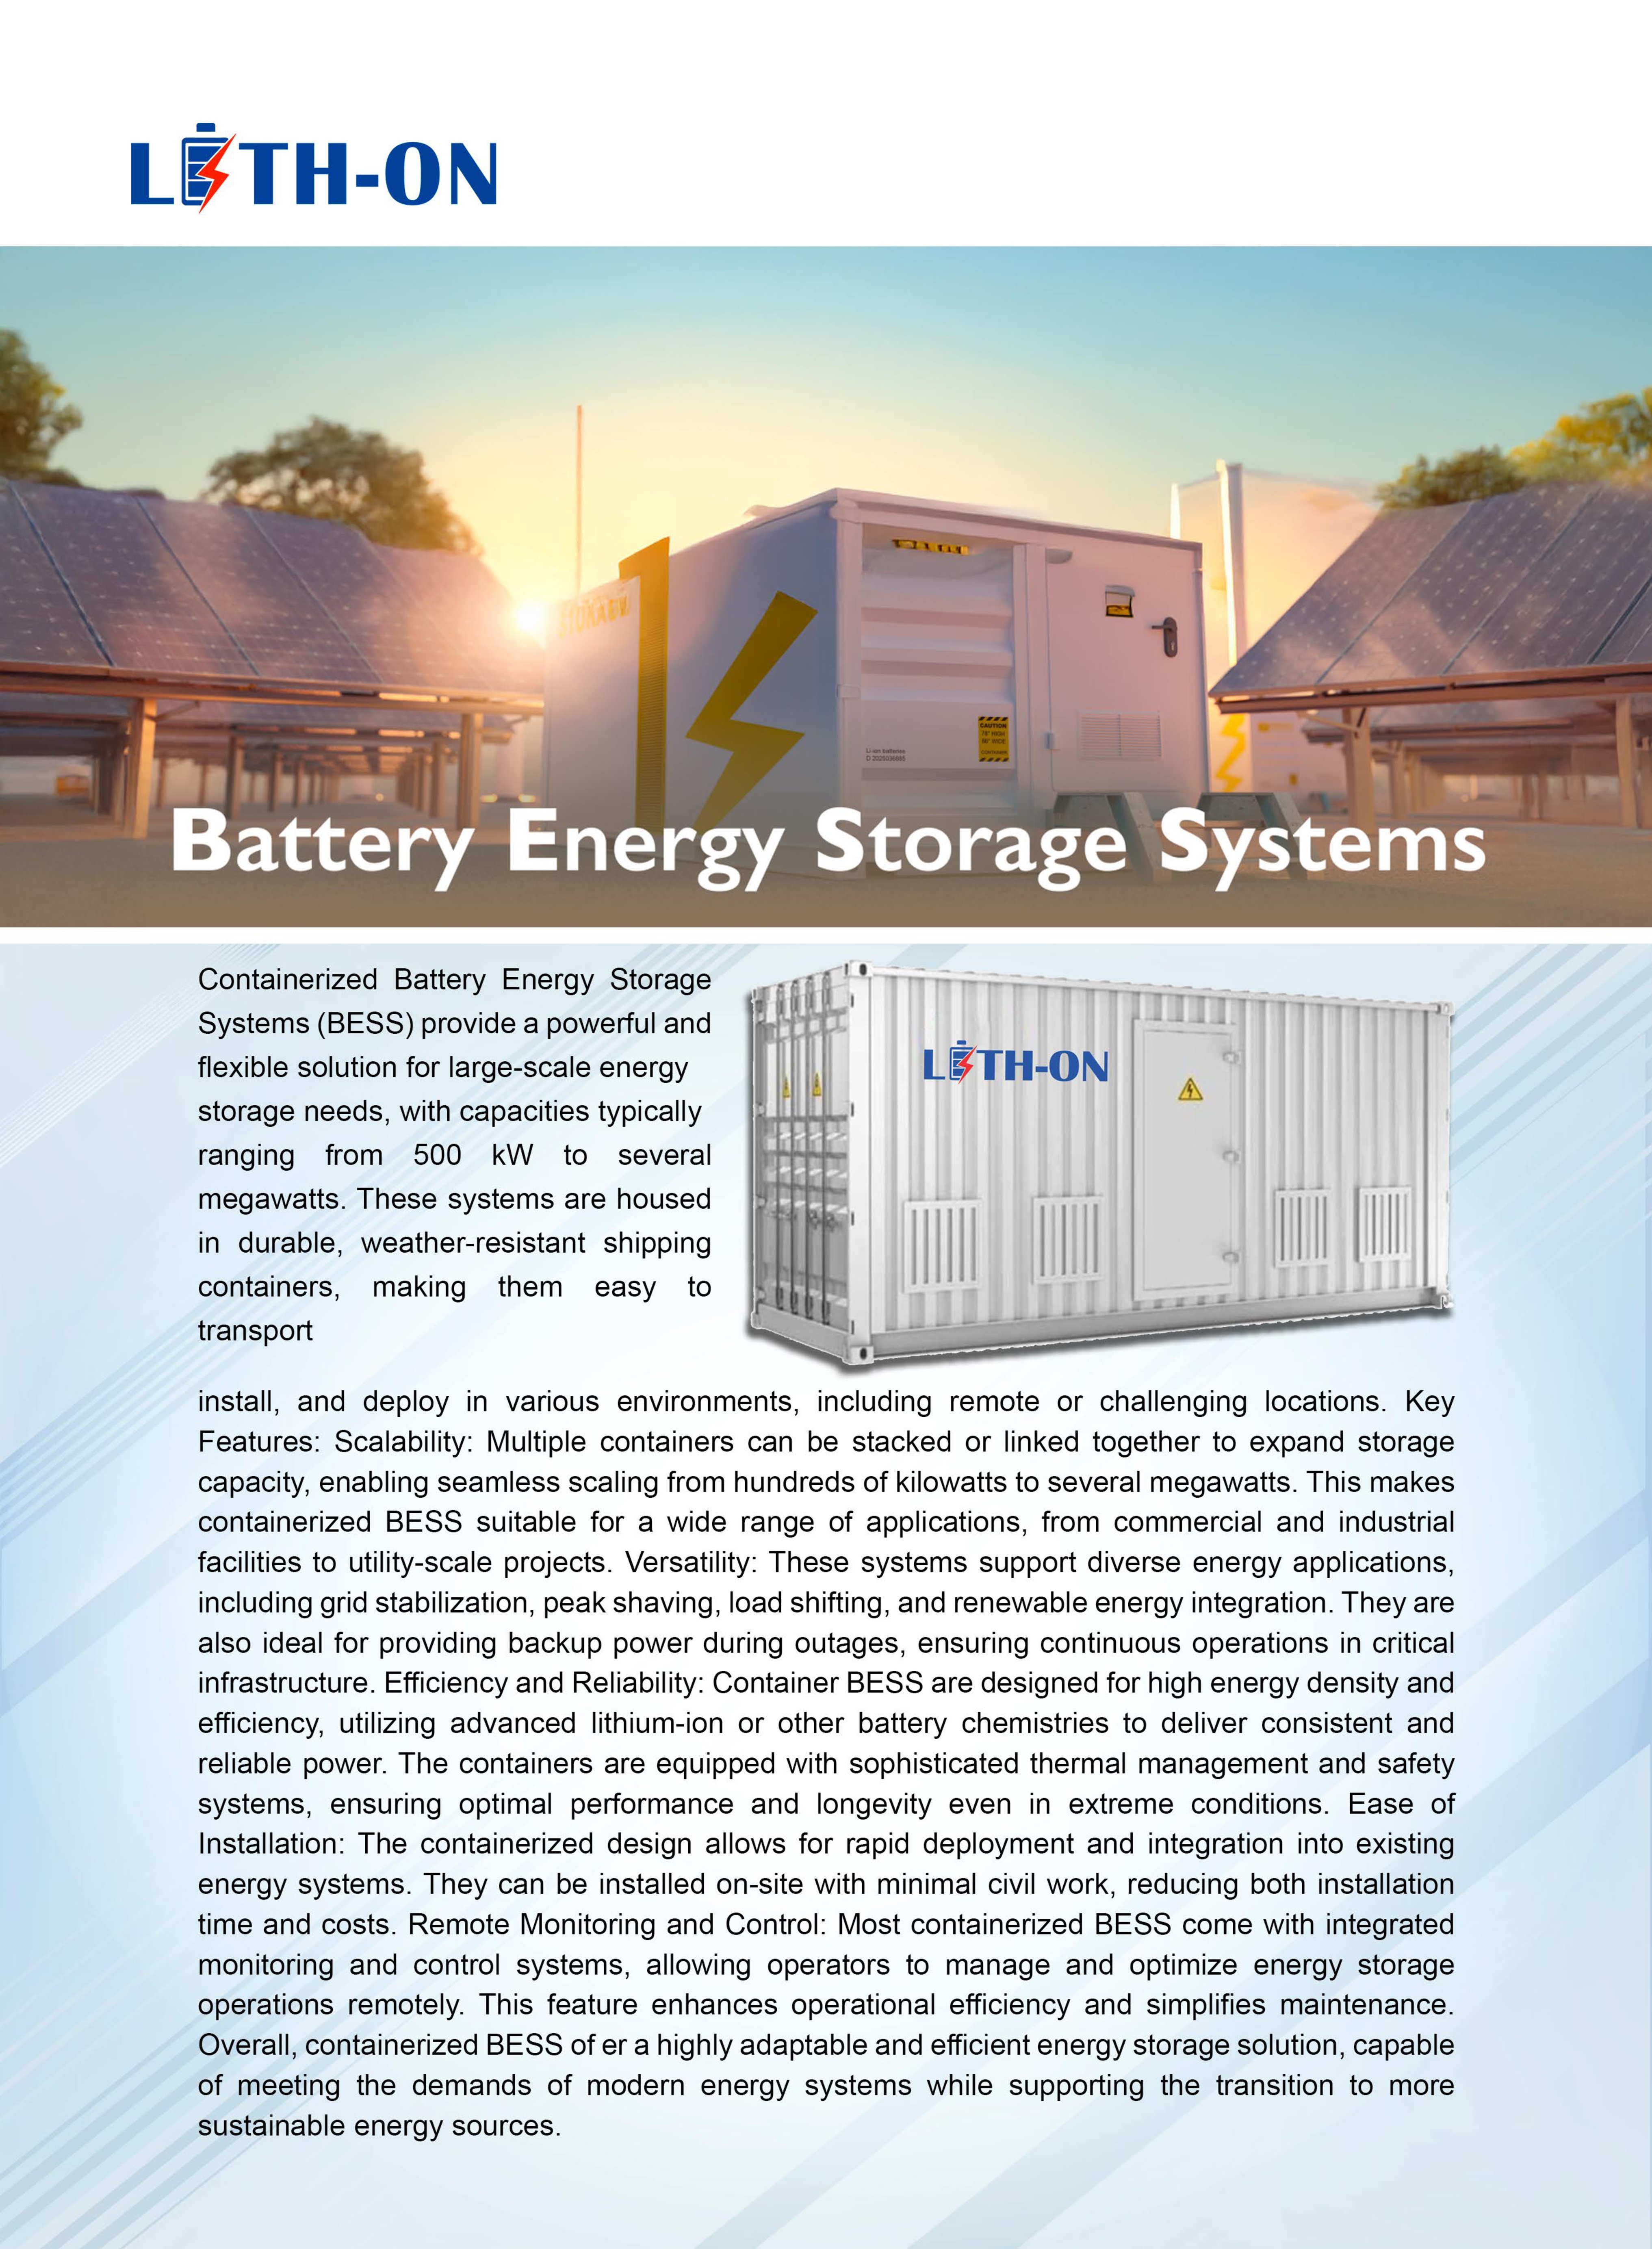 LITH-ON
Battery Energy Storage Systems
CAUTION
Li-ion batteries
Containerized Battery Energy Storage
Systems (BESS) provide a powerful and
flexible solution for large-scale energy
storage needs, with capacities typically
ranging from 500 kW to several
megawatts. These systems are housed
in durable, weather-resistant shipping
containers, making them easy to
transport
LITH-ON
install, and deploy in various environments, including remote or challenging locations. Key
Features: Scalability: Multiple containers can be stacked or linked together to expand storage
capacity, enabling seamless scaling from hundreds of kilowatts to several megawatts. This makes
containerized BESS suitable for a wide range of applications, from commercial and industrial
facilities to utility-scale projects. Versatility: These systems support diverse energy applications,
including grid stabilization, peak shaving, load shifting, and renewable energy integration. They are
also ideal for providing backup power during outages, ensuring continuous operations in critical
infrastructure. Efficiency and Reliability: Container BESS are designed for high energy density and
efficiency, utilizing advanced lithium-ion or other battery chemistries to deliver consistent and
reliable power. The containers are equipped with sophisticated thermal management and safety
systems, ensuring optimal performance and longevity even in extreme conditions. Ease of
Installation: The containerized design allows for rapid deployment and integration into existing
energy systems. They can be installed on-site with minimal civil work, reducing both installation
time and costs. Remote Monitoring and Control: Most containerized BESS come with integrated
monitoring and control systems, allowing operators to manage and optimize energy storage
operations remotely. This feature enhances operational efficiency and simplifies maintenance.
Overall, containerized BESS of er a highly adaptable and efficient energy storage solution, capable
of meeting the demands of modern energy systems while supporting the transition to more
sustainable energy sources.